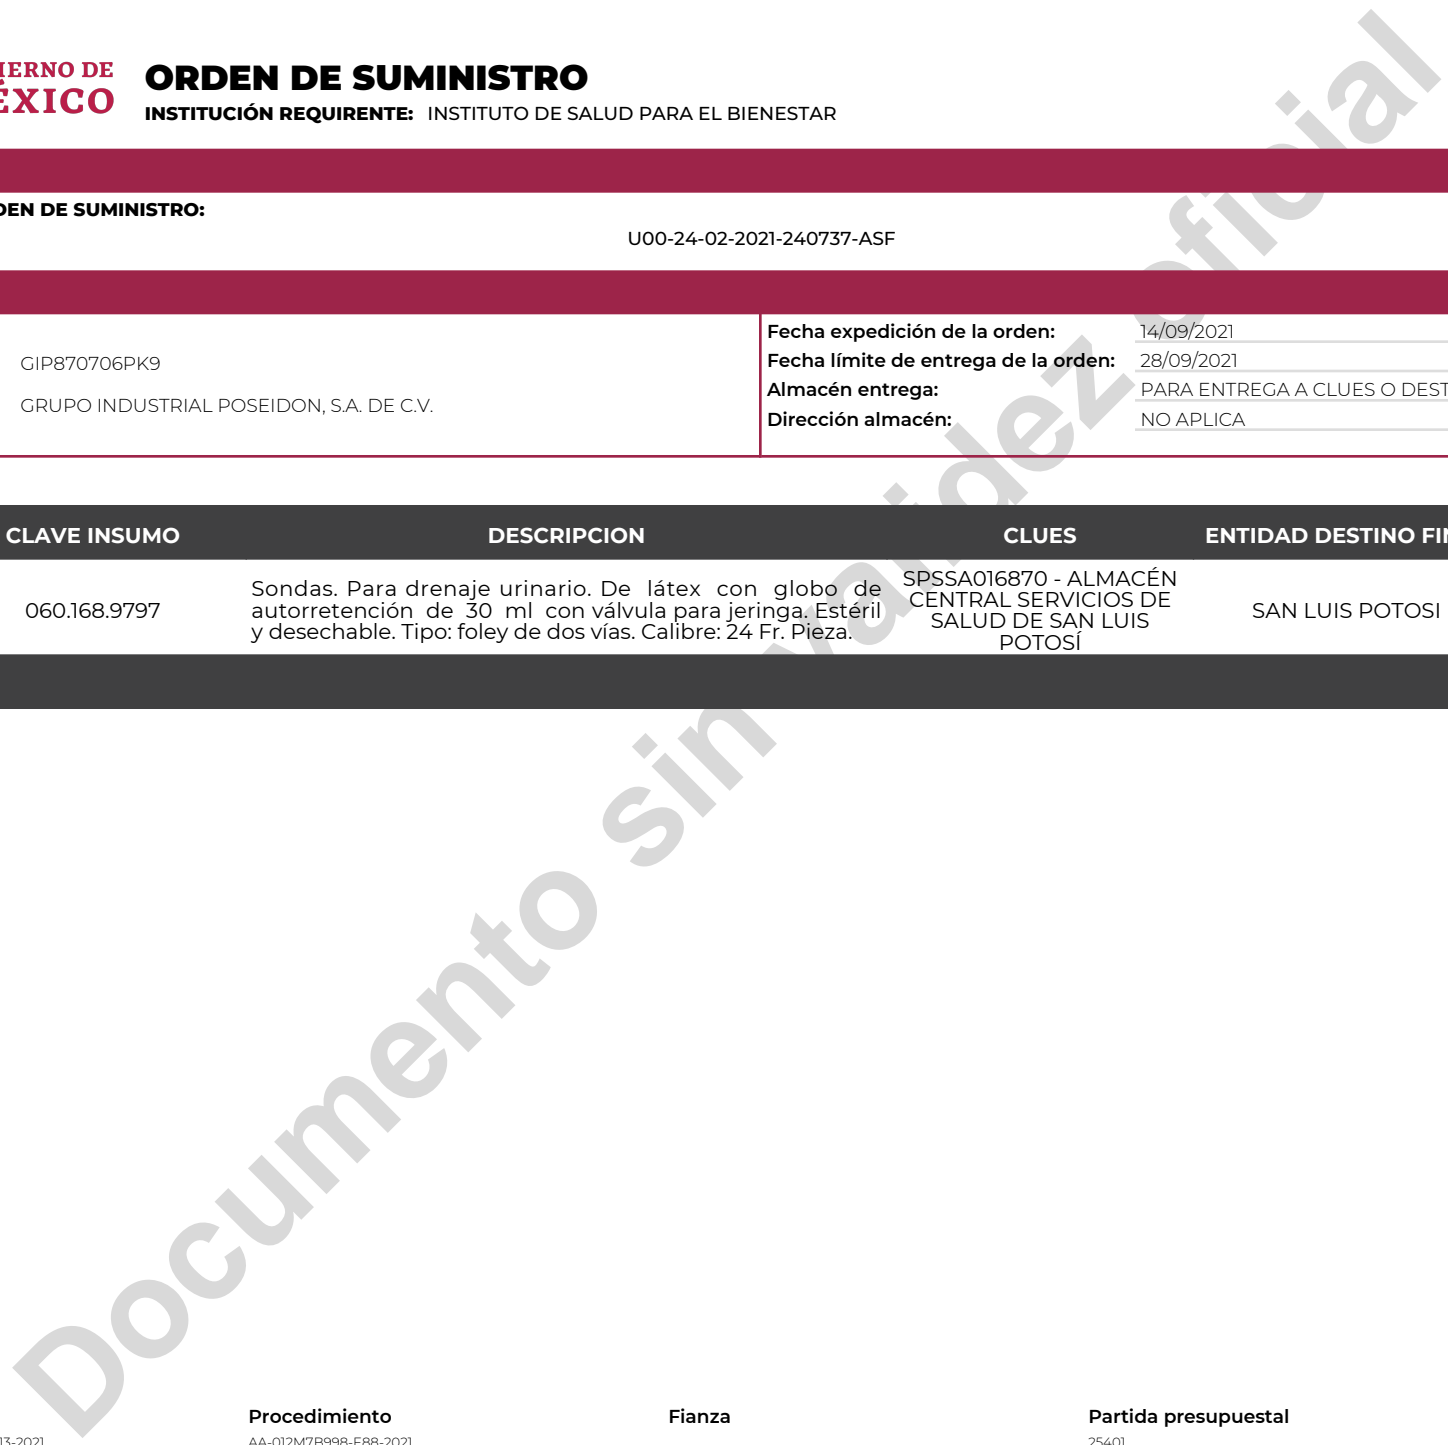 ORDEN DE SUMINISTRO
INSTITUCIÓN REQUIRENTE: INSTITUTO DE SALUD PARA EL BIENESTAR
DE
DE SUMINISTRO:
U00-24-02-2021-240737-ASF
GIP870706PK9
GRUPO INDUSTRIAL POSEIDON, S.A. DE C.V.
Fecha expedición de la orden: 14/09/2021
Fecha límite de entrega de la orden: 28/09/2021
Almacén entrega: PARA ENTREGA A CLUES O
Dirección almacén: NO APLICA
CLAVE INSUMO DESCRIPCION CLUES ENTIDAD DESTINO
060.168.9797
Sondas. Para drenaje urinario. De látex con globo de
autorretención de 30 ml con válvula para jeringa. Estéril
y desechable. Tipo: foley de dos vías. Calibre: 24 Fr. Pieza.
SPSSA016870 - ALMACÉN
CENTRAL SERVICIOS DE
SALUD DE SAN LUIS
POTOSÍ
SAN LUIS POTOSI
Documento sin validez oficial
Procedimiento Fianza Partida presupuestal